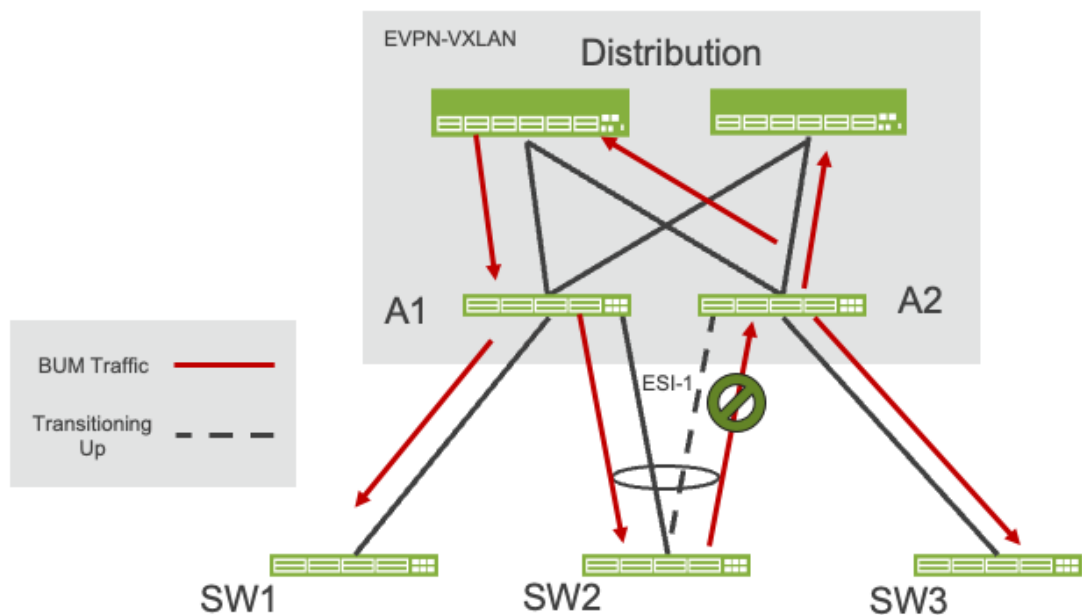 EVPN-VXLAN
Distribution
A1
A2
BUM Traffic
Transitioning
Up
ESI-1
SW1
SW2
SW3